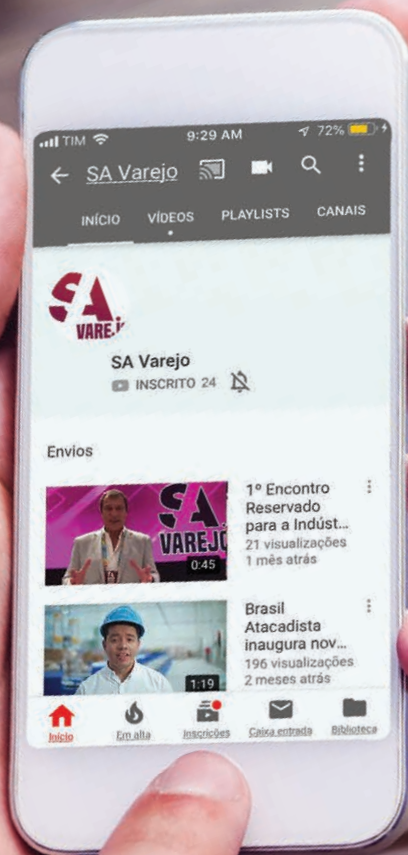 TIM 9:29 AM 72%
SA Varejo
INÍCIO VÍDEOS PLAYLISTS CANAIS
SA
VAREJ
SA Varejo
INSCRITO 24
Envios
1º Encontro
Reservado
para a Indúst...
21 visualizações
1 mês atrás
SA
VAREJO
0:45
Brasil
Atacadista
inaugura nov...
196 visualizações
2 meses atrás
1:19
Início Em alta Inscrições Caixa entrada Biblioteca